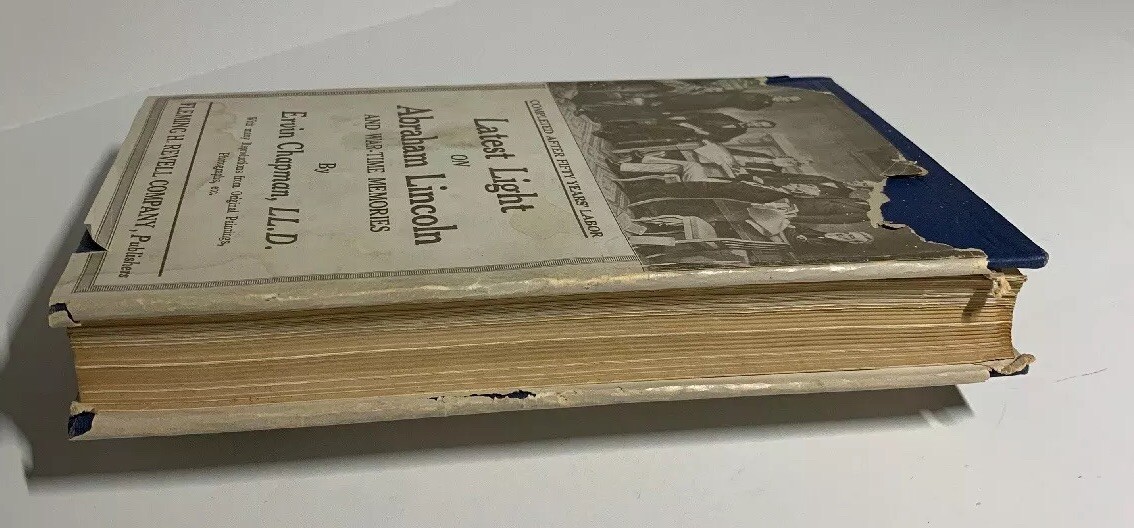 COMPLETED AFTER FIFTY YEARS' LABOR
Latest Light
ON
Abraham Lincoln
AND WAR-TIME MEMORIES
By
Ervin Chapman, LL.D.
With many Reproductions from Original Paintings,
Photographs, etc.
FLEMING H. REVELL COMPANY, Publishers